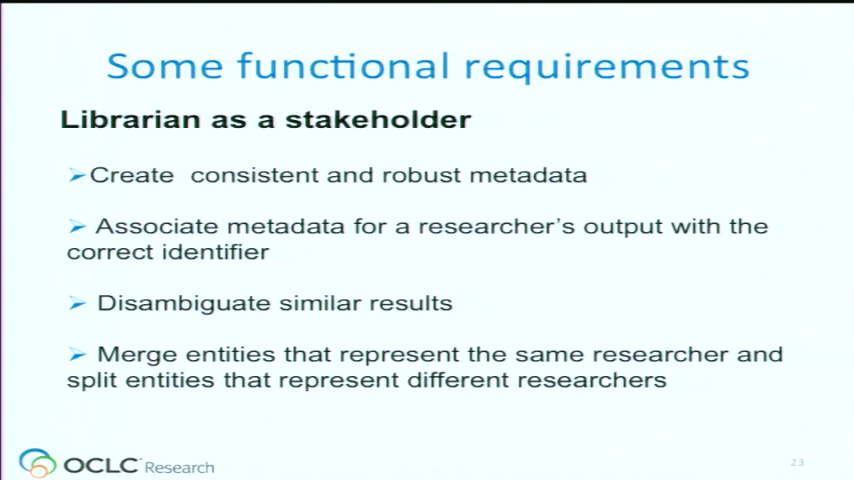 Some functional requirements
Librarian as a stakeholder
➢Create consistent and robust metadata
➢ Associate metadata for a researcher's output with the
correct identifier
➢ Disambiguate similar results
➢ Merge entities that represent the same researcher and
split entities that represent different researchers
OCLC Research
23